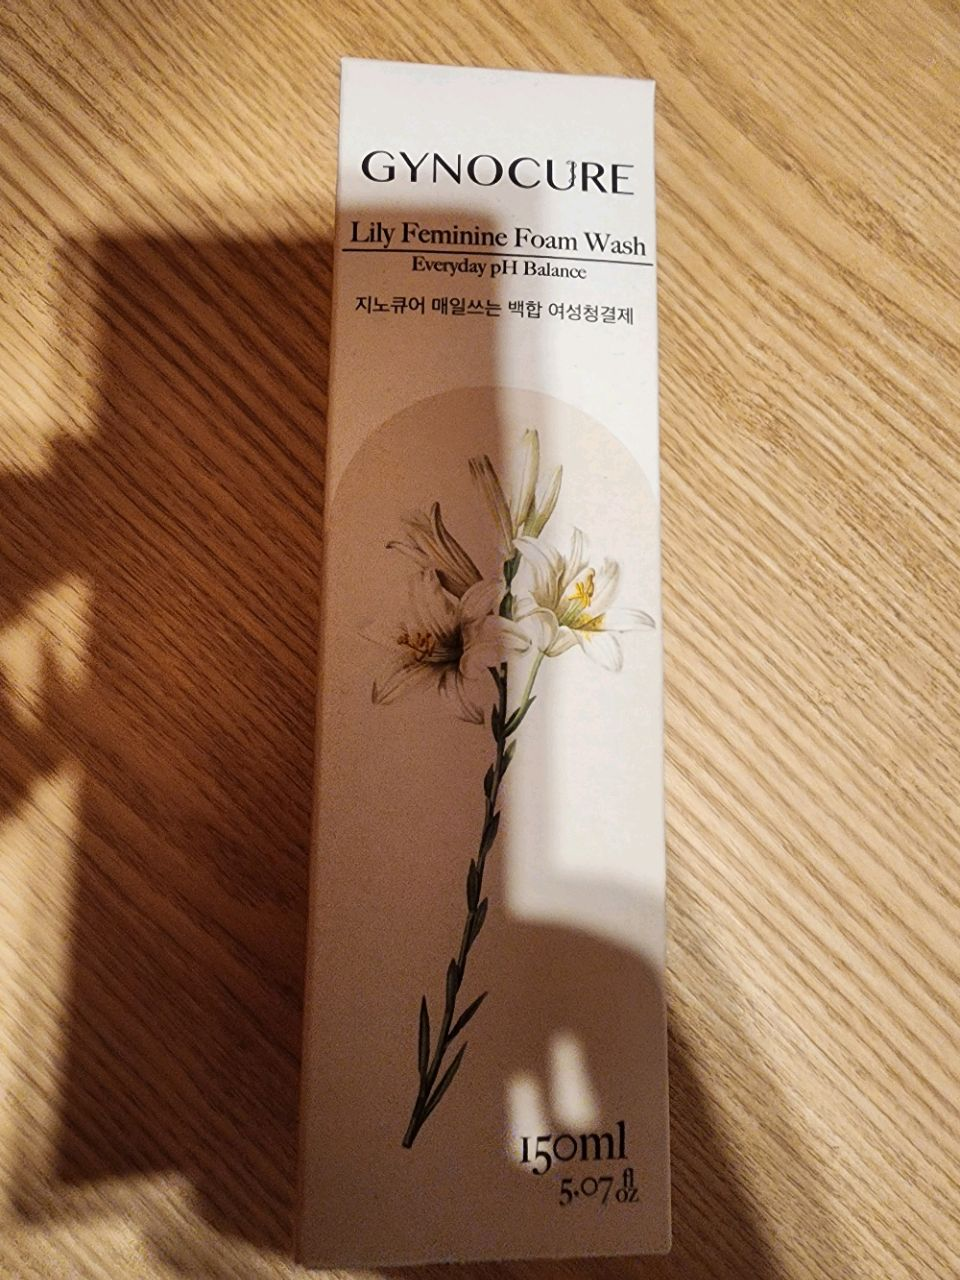 GYNOCURE
Lily Feminine Foam Wash
Everyday pH Balance
지노큐어 매일쓰는 백합 여성청결제
150ml
5.07 fl oz